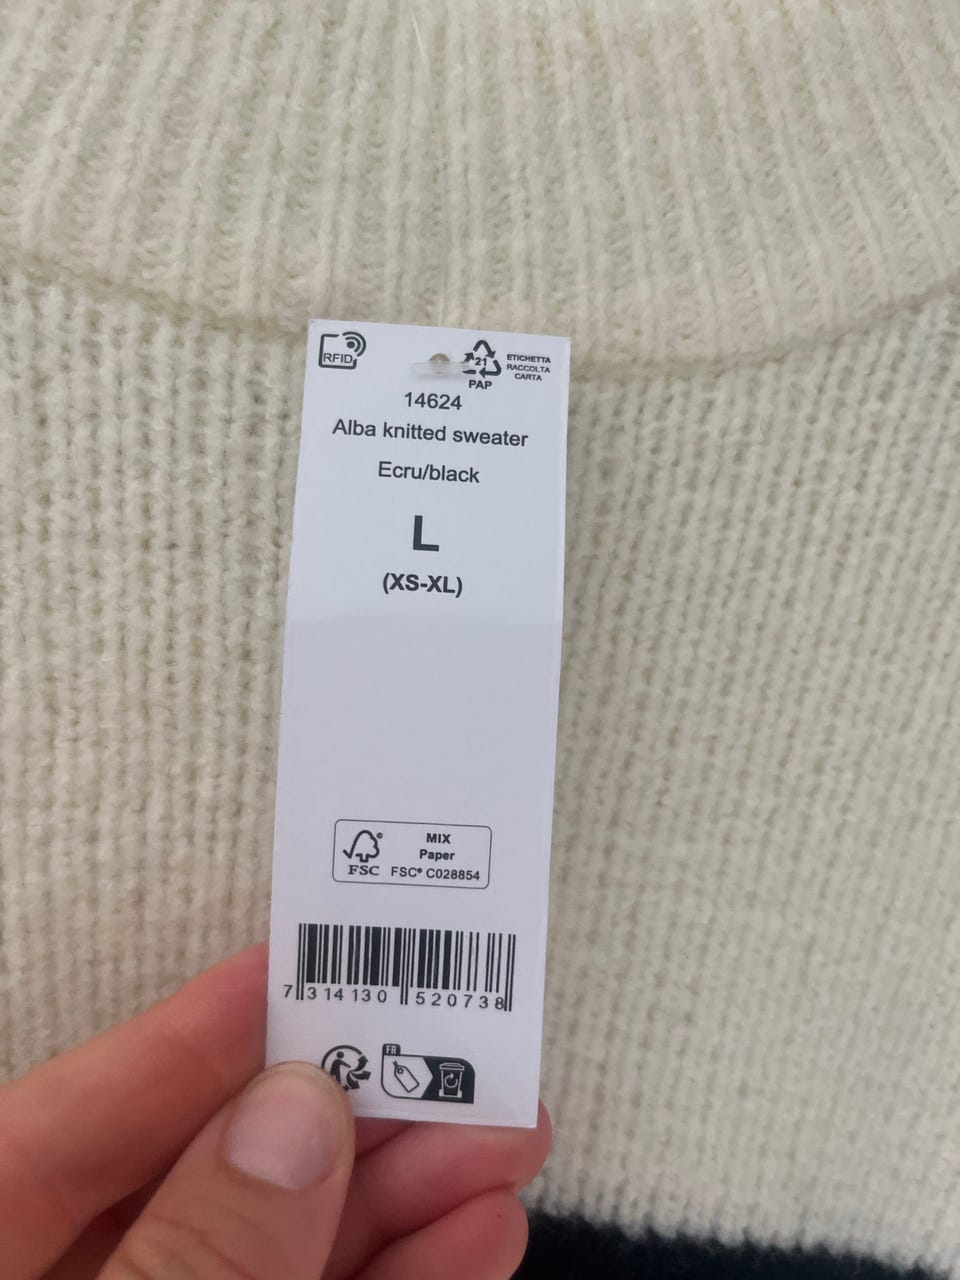 RFID
21
PAP
ETICHETTA
RACCOLTA
CARTA
14624
Alba knitted sweater
Ecru/black
L
(XS-XL)
FSC
MIX
Paper
FSC® C028854
7 314130 520738
FR